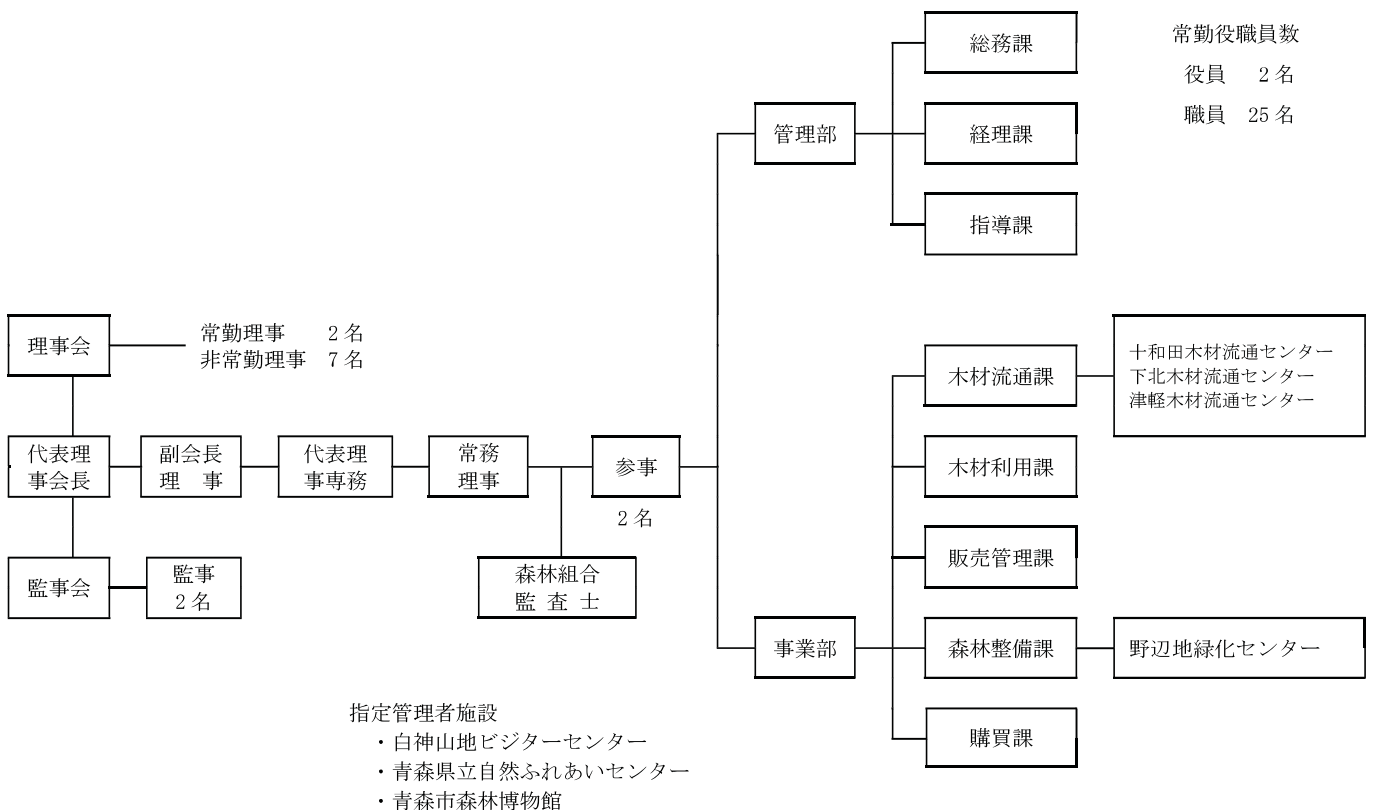 総務課
常勤役職員数
役員 2名
職員 25名
管理部
経理課
指導課
理事会
常勤理事 2名
非常勤理事 7名
木材流通課
十和田木材流通センター
下北木材流通センター
津軽木材流通センター
代表理
事会長
副会長
理 事
代表理
事専務
常務
理事
参事
2名
木材利用課
監事会
監事
2名
森林組合
監 査 士
販売管理課
事業部
森林整備課
野辺地緑化センター
購買課
指定管理者施設
・白神山地ビジターセンター
・青森県立自然ふれあいセンター
・青森市森林博物館